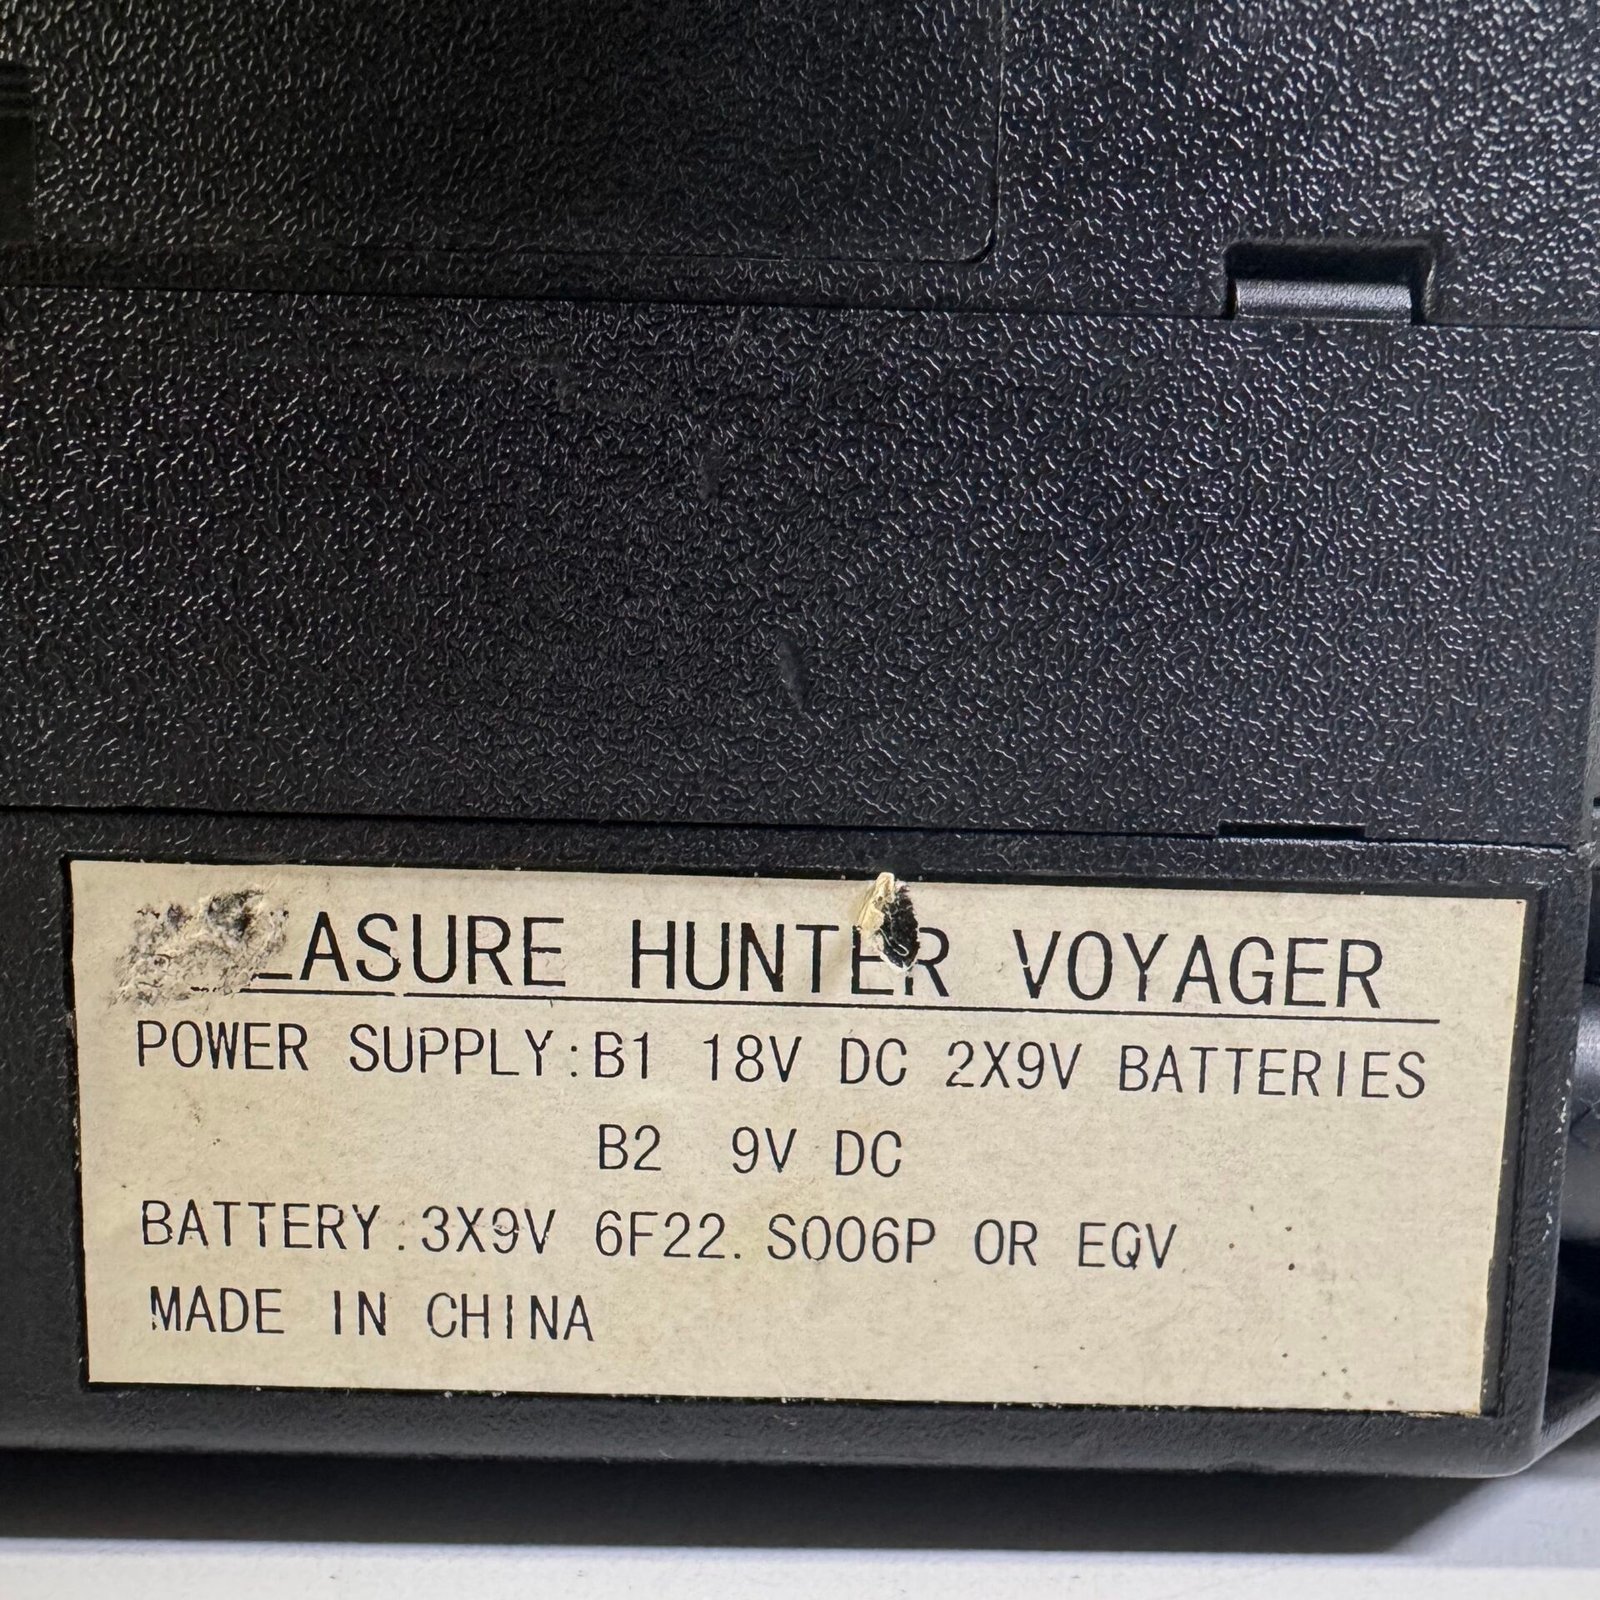 EASURE HUNTER VOYAGER
POWER SUPPLY:B1 18V DC 2X9V BATTERIES
B2 9V DC
BATTERY:3X9V 6F22. S006P OR EQV
MADE IN CHINA